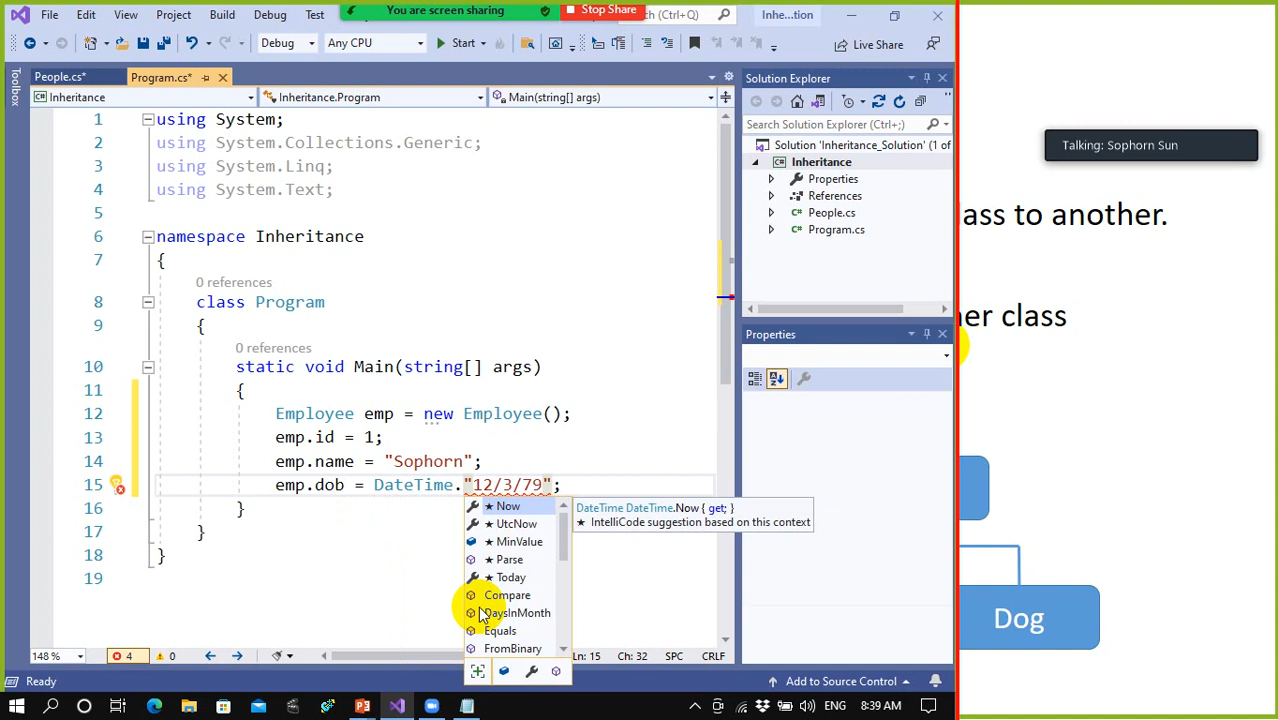 File Edit View Project Build Debug Test
You are screen sharing
Stop Share
ch (Ctrl+Q)
Inhe...tion
Debug
Any CPU
Start
Live Share
Toolbox
People.cs*
Program.cs*
Inheritance
Inheritance.Program
Main(string[] args)
1 using System;
2 using System.Collections.Generic;
3 using System.Linq;
4 using System.Text;
5
6 namespace Inheritance
7 {
0 references
8 class Program
9 {
0 references
10 static void Main(string[] args)
11 {
12 Employee emp = new Employee();
13 emp.id = 1;
14 emp.name = "Sophorn";
15 emp.dob = DateTime."12/3/79";
16 }
17 }
18 }
19
Now
UtcNow
MinValue
Parse
Today
Compare
DaysInMonth
Equals
FromBinary
DateTime DateTime.Now { get; }
★ IntelliCode suggestion based on this context
148 %
4
0
Ln: 15 Ch: 32 SPC CRLF
Solution Explorer
Search Solution Explorer (Ctrl+;)
Solution 'Inheritance_Solution' (1 of
Inheritance
Properties
References
People.cs
Program.cs
Properties
Ready
Add to Source Control
ENG 8:39 AM
Talking: Sophorn Sun
lass to another.
her class
Dog